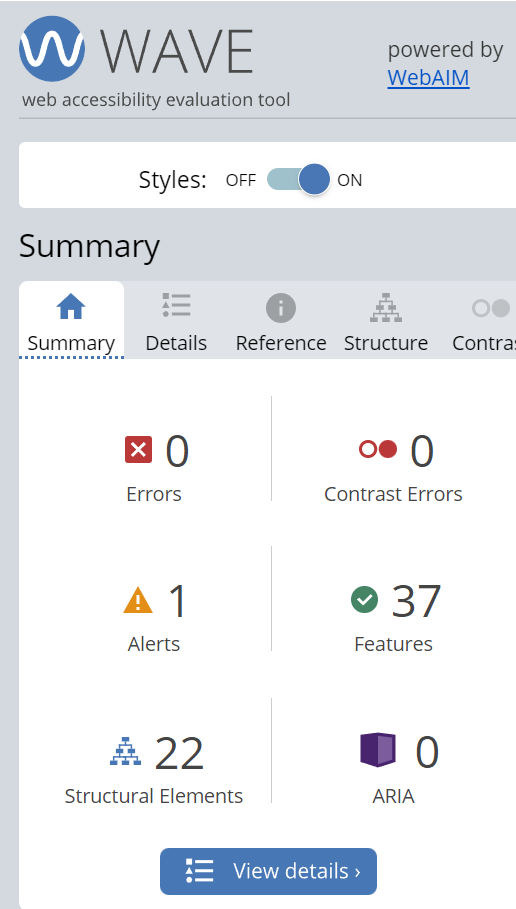 WAVE
web accessibility evaluation tool
powered by
WebAIM
Styles: OFF ON
Summary
Summary Details Reference Structure Contras
0 0
Errors Contrast Errors
1 37
Alerts Features
22 0
Structural Elements ARIA
View details ›